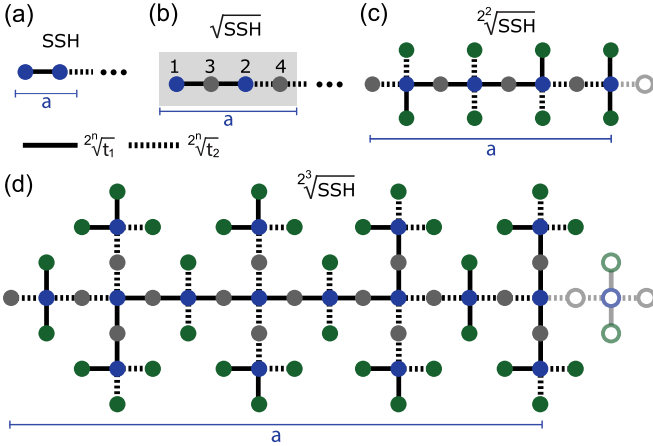 (a)
SSH
a
(b)
√SSH
1 3 2 4
a
(c)
2²√SSH
a
2ⁿ√t₁ 2ⁿ√t₂
(d)
2³√SSH
a